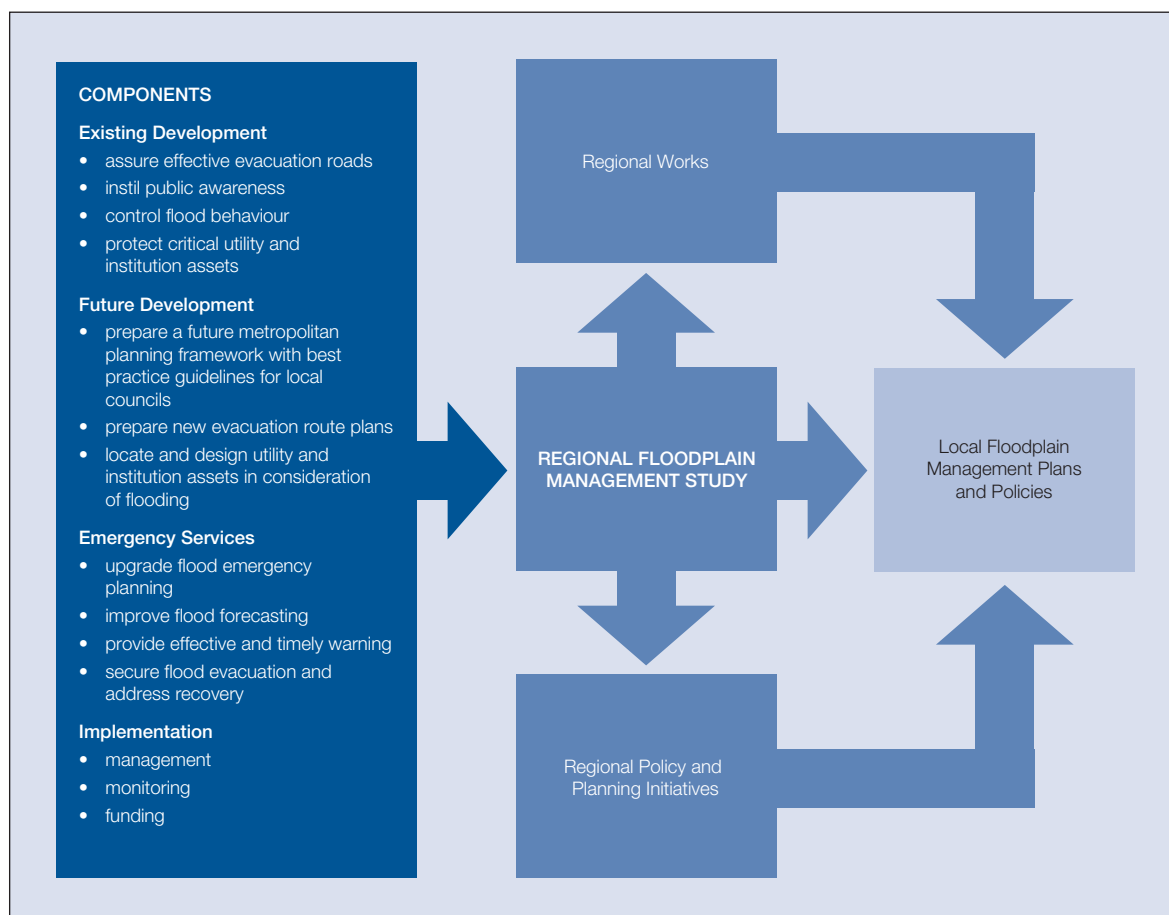 COMPONENTS
Existing Development
• assure effective evacuation roads
• instil public awareness
• control flood behaviour
• protect critical utility and
institution assets
Future Development
• prepare a future metropolitan
planning framework with best
practice guidelines for local
councils
• prepare new evacuation route plans
• locate and design utility and
institution assets in consideration
of flooding
Emergency Services
• upgrade flood emergency
planning
• improve flood forecasting
• provide effective and timely warning
• secure flood evacuation and
address recovery
Implementation
• management
• monitoring
• funding
Regional Works
REGIONAL FLOODPLAIN
MANAGEMENT STUDY
Regional Policy and
Planning Initiatives
Local Floodplain
Management Plans
and Policies